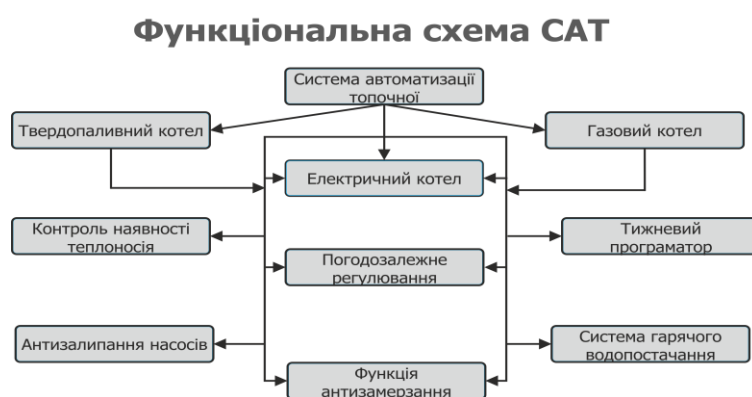 Функціональна схема САТ
Система автоматизації
топочної
Твердопаливний котел
Газовий котел
Електричний котел
Контроль наявності
теплоносія
Тижневий
програматор
Погодозалежне
регулювання
Антизалипання насосів
Система гарячого
водопостачання
Функція
антизамерзання